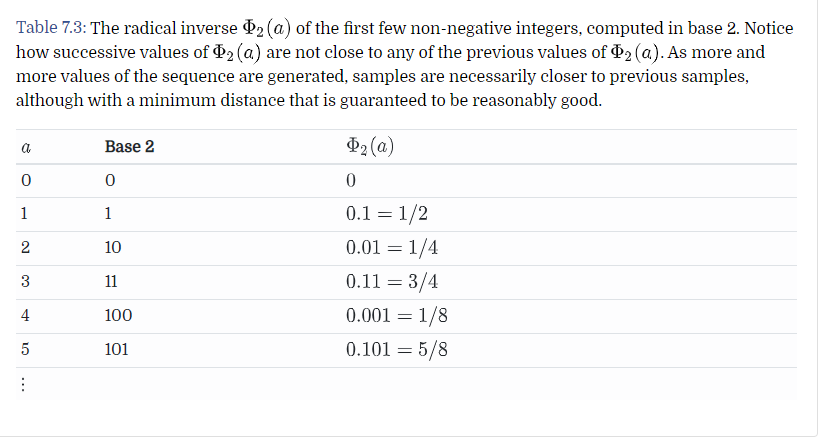 Table 7.3: The radical inverse Φ₂(a) of the first few non-negative integers, computed in base 2. Notice
how successive values of Φ₂(a) are not close to any of the previous values of Φ₂(a). As more and
more values of the sequence are generated, samples are necessarily closer to previous samples,
although with a minimum distance that is guaranteed to be reasonably good.
a Base 2 Φ₂(a)
0 0 0
1 1 0.1 = 1/2
2 10 0.01 = 1/4
3 11 0.11 = 3/4
4 100 0.001 = 1/8
5 101 0.101 = 5/8
⋮